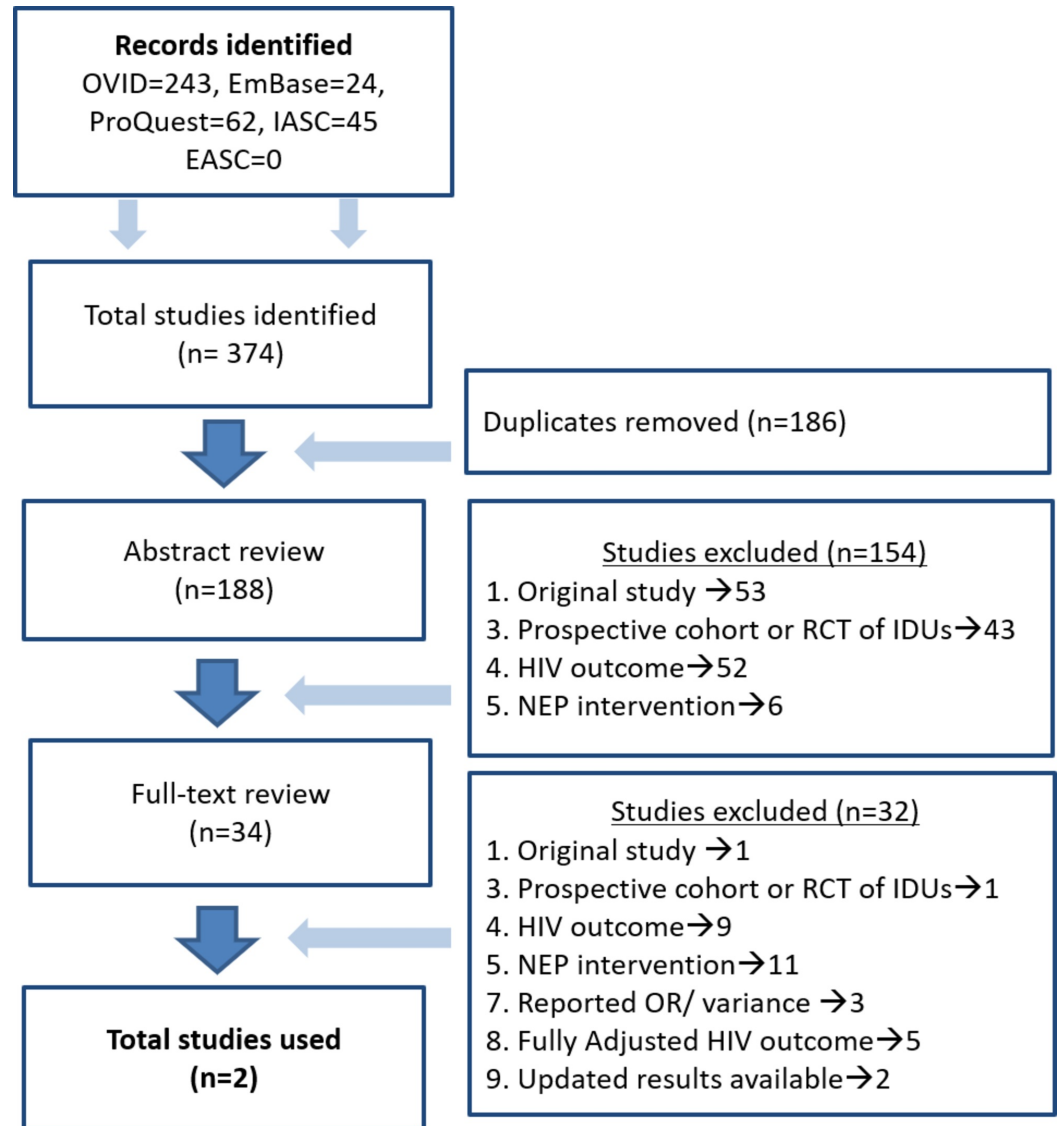 Records identified
OVID=243, EmBase=24,
ProQuest=62, IASC=45
EASC=0
Total studies identified
(n= 374)
Duplicates removed (n=186)
Abstract review
(n=188)
Studies excluded (n=154)
1. Original study →53
3. Prospective cohort or RCT of IDUs→43
4. HIV outcome→52
5. NEP intervention→6
Full-text review
(n=34)
Studies excluded (n=32)
1. Original study →1
3. Prospective cohort or RCT of IDUs→1
4. HIV outcome→9
5. NEP intervention→11
7. Reported OR/ variance →3
8. Fully Adjusted HIV outcome→5
9. Updated results available→2
Total studies used
(n=2)